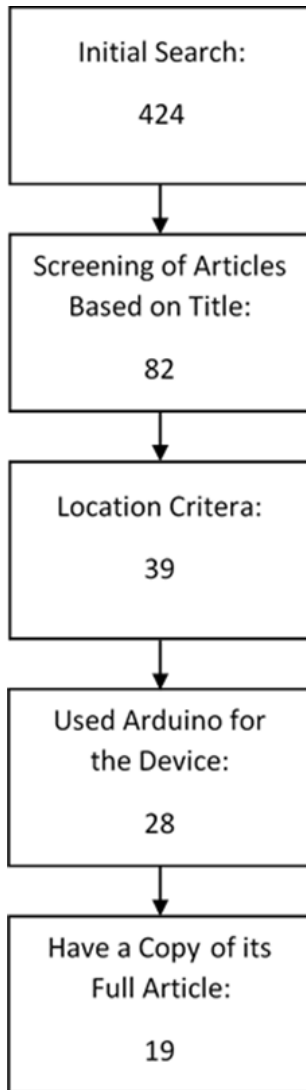 Initial Search:
424
Screening of Articles
Based on Title:
82
Location Critera:
39
Used Arduino for
the Device:
28
Have a Copy of its
Full Article:
19